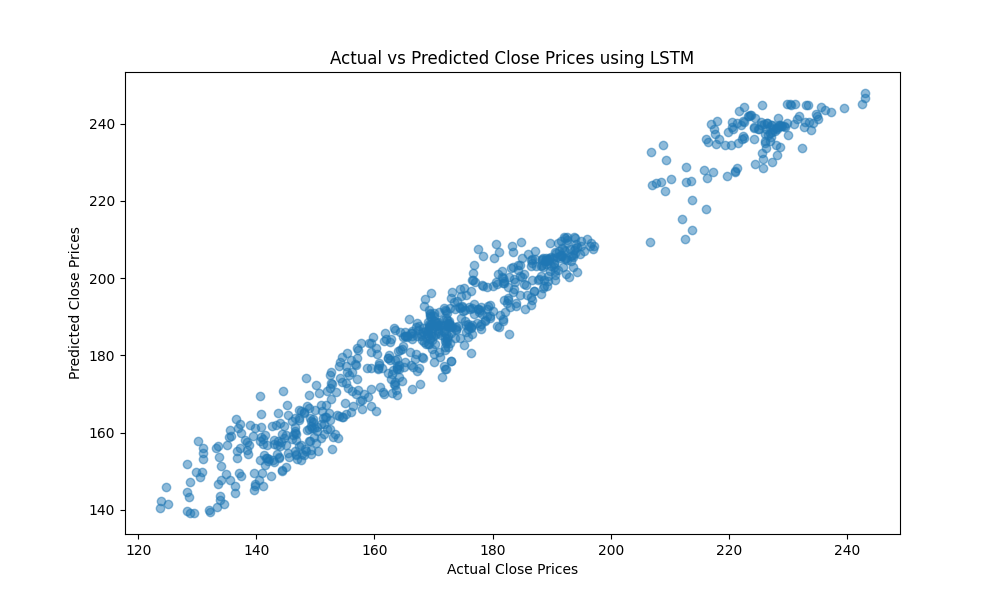 Actual vs Predicted Close Prices using LSTM
Predicted Close Prices
240
220
200
180
160
140
120 140 160 180 200 220 240
Actual Close Prices